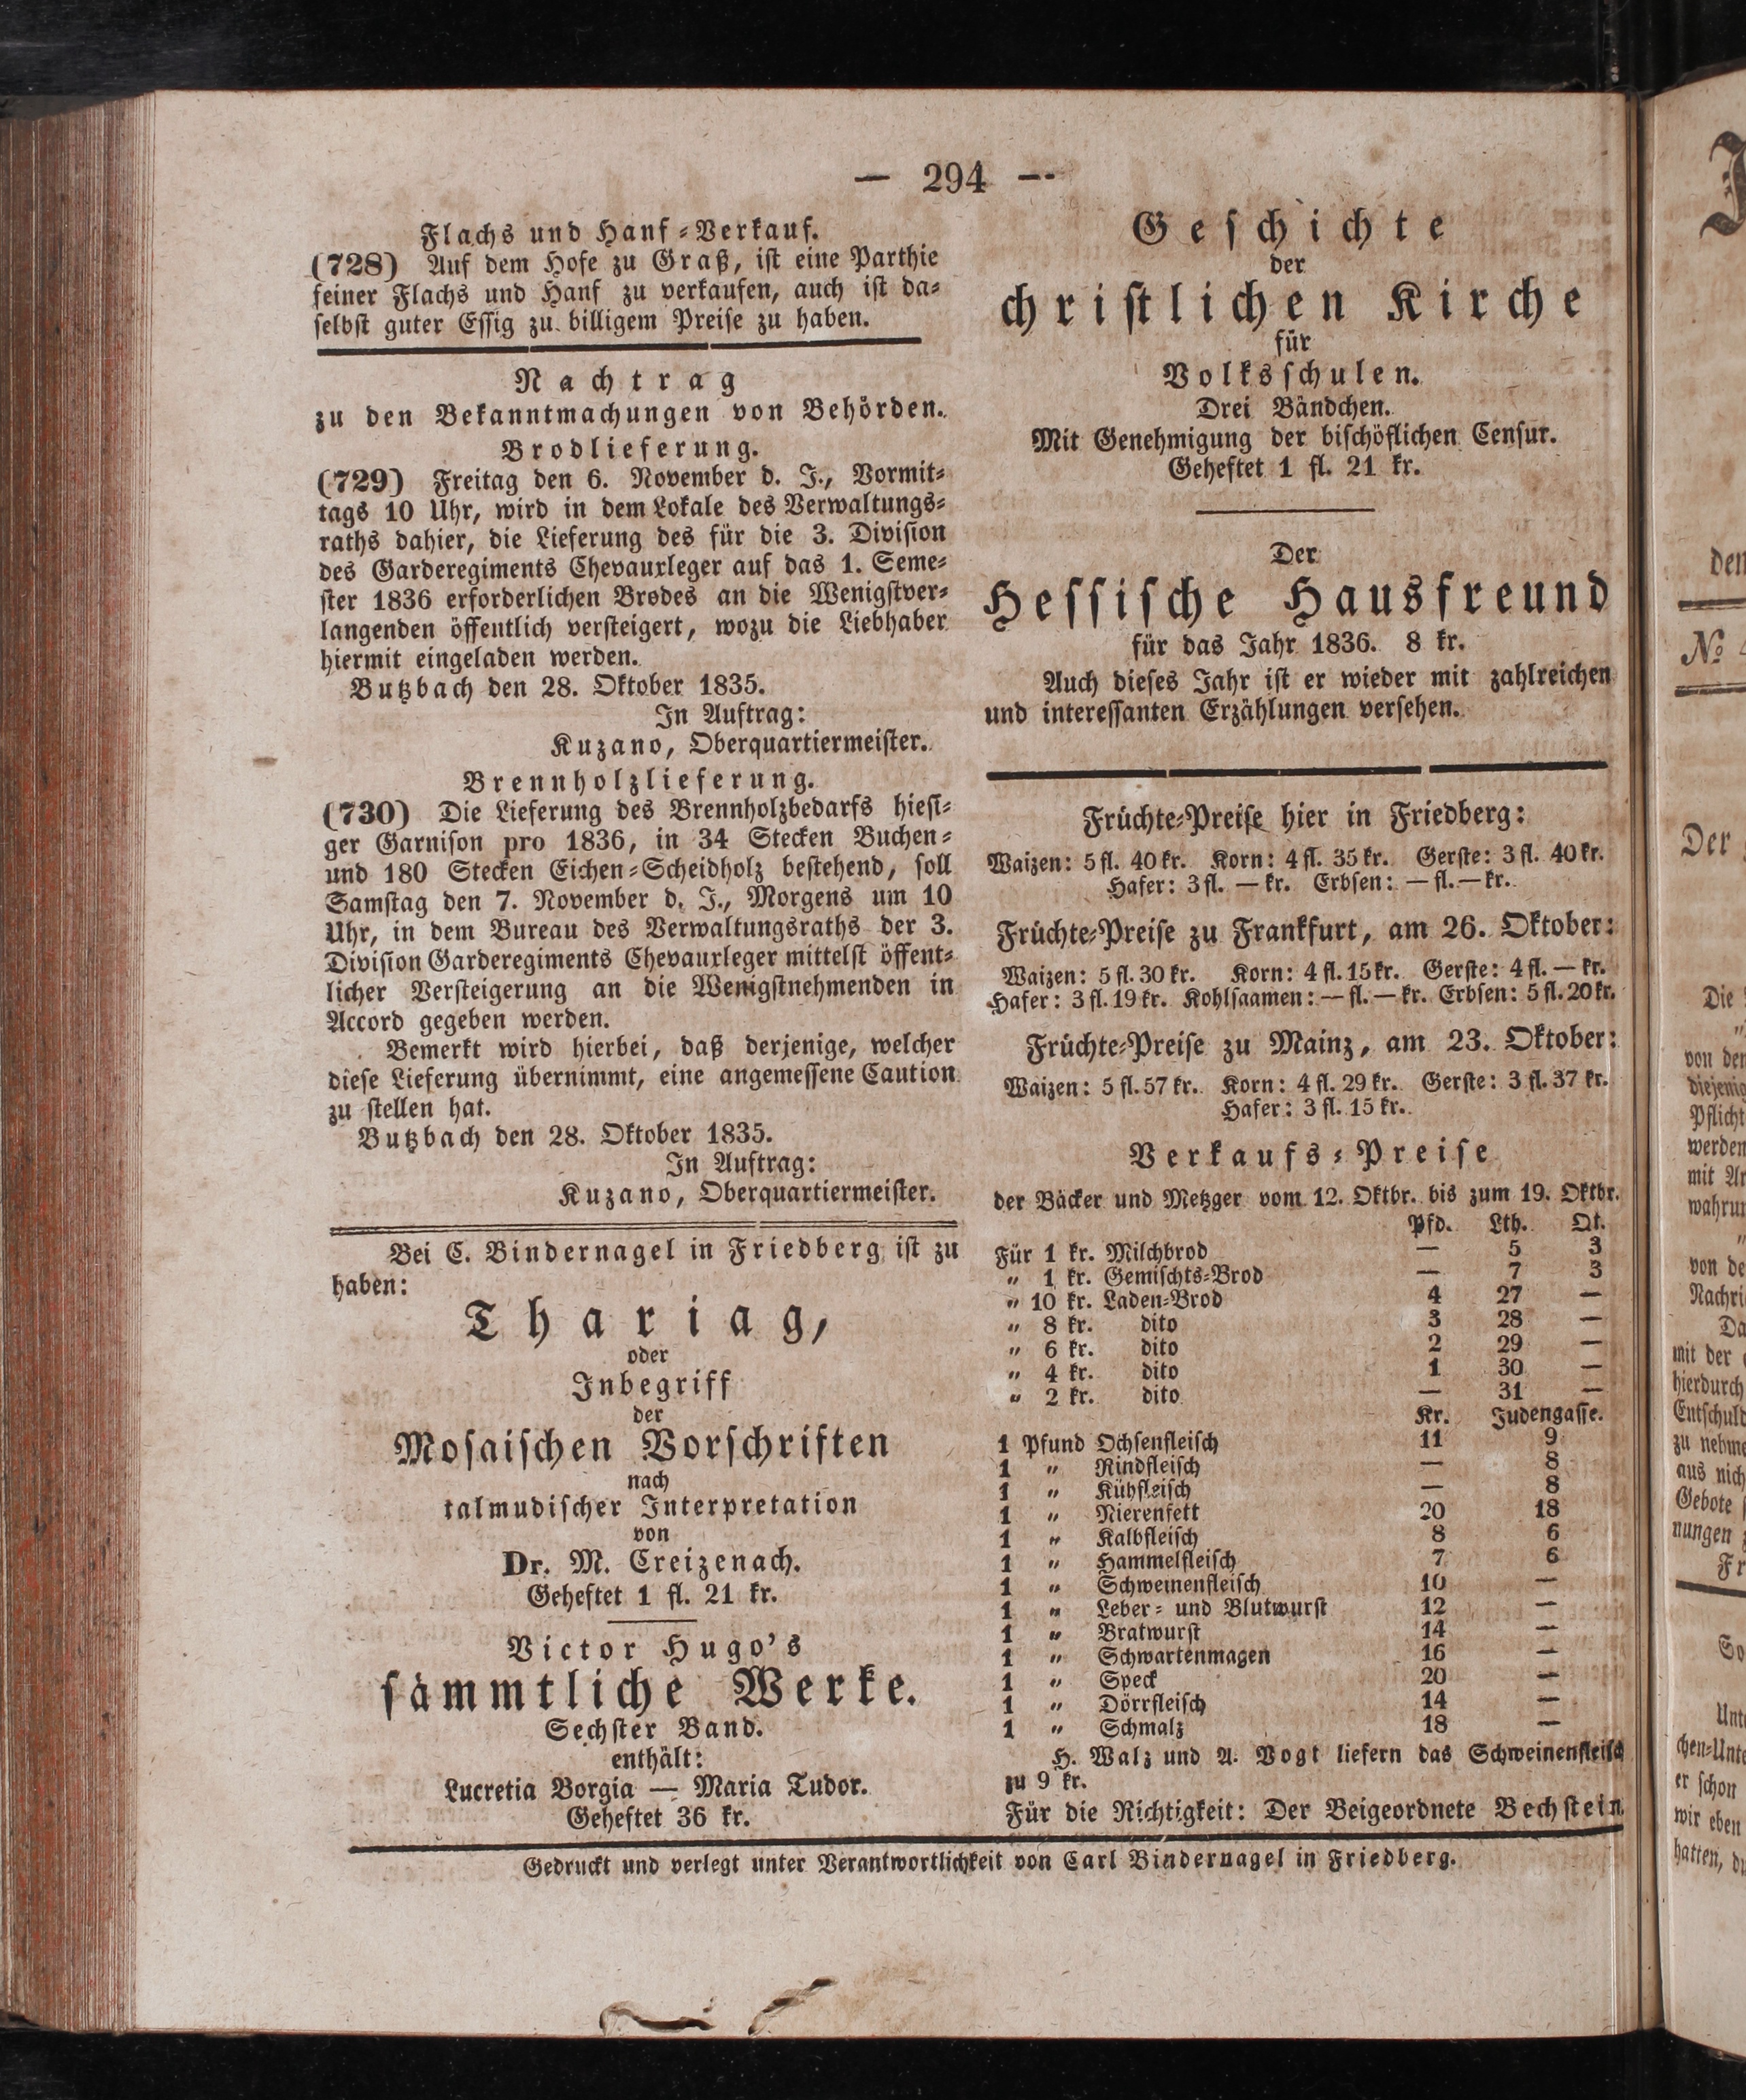 — 294 —
Flachs und Hanf-Verkauf.
(728) Auf dem Hofe zu Graß, ist eine Parthie
feiner Flachs und Hanf zu verkaufen, auch ist da-
selbst guter Essig zu billigem Preise zu haben.
Nachtrag
zu den Bekanntmachungen von Behörden.
Brodlieferung.
(729) Freitag den 6. November d. J., Vormit-
tags 10 Uhr, wird in dem Lokale des Verwaltungs-
raths dahier, die Lieferung des für die 3. Division
des Garderegiments Chevauxleger auf das 1. Seme-
ster 1836 erforderlichen Brodes an die Wenigstver-
langenden öffentlich versteigert, wozu die Liebhaber
hiermit eingeladen werden.
Butzbach den 28. Oktober 1835.
In Auftrag:
Kuzano, Oberquartiermeister.
Brennholzlieferung.
(730) Die Lieferung des Brennholzbedarfs hiesi-
ger Garnison pro 1836, in 34 Stecken Buchen-
und 180 Stecken Eichen-Scheidholz bestehend, soll
Samstag den 7. November d. J., Morgens um 10
Uhr, in dem Bureau des Verwaltungsraths der 3.
Division Garderegiments Chevauxleger mittelst öffent-
licher Versteigerung an die Wenigstnehmenden in
Accord gegeben werden.
Bemerkt wird hierbei, daß derjenige, welcher
diese Lieferung übernimmt, eine angemessene Caution
zu stellen hat.
Butzbach den 28. Oktober 1835.
In Auftrag:
Kuzano, Oberquartiermeister.
Bei C. Bindernagel in Friedberg ist zu
haben:
Thariag,
oder
Inbegriff
der
Mosaischen Vorschriften
nach
talmudischer Interpretation
von
Dr. M. Creizenach.
Geheftet 1 fl. 21 kr.
Victor Hugo's
sämmtliche Werke.
Sechster Band.
enthält:
Lucretia Borgia — Maria Tudor.
Geheftet 36 kr.
Geschichte
der
christlichen Kirche
für
Volksschulen.
Drei Bändchen.
Mit Genehmigung der bischöflichen Censur.
Geheftet 1 fl. 21 kr.
Der
Hessische Hausfreund
für das Jahr 1836. 8 kr.
Auch dieses Jahr ist er wieder mit zahlreichen
und interessanten Erzählungen versehen.
Früchte-Preise hier in Friedberg:
Waizen: 5 fl. 40 kr. Korn: 4 fl. 35 kr. Gerste: 3 fl. 40 kr.
Hafer: 3 fl. — kr. Erbsen: — fl. — kr.
Früchte-Preise zu Frankfurt, am 26. Oktober:
Waizen: 5 fl. 30 kr. Korn: 4 fl. 15 kr. Gerste: 4 fl. — kr.
Hafer: 3 fl. 19 kr. Kohlsaamen: — fl. — kr. Erbsen: 5 fl. 20 kr.
Früchte-Preise zu Mainz, am 23. Oktober:
Waizen: 5 fl. 57 kr. Korn: 4 fl. 29 kr. Gerste: 3 fl. 37 kr.
Hafer: 3 fl. 15 kr.
Verkaufs-Preise
der Bäcker und Metzger vom 12. Oktbr. bis zum 19. Oktbr.
Pfd. Lth. Qt.
Für 1 kr. Milchbrod — 5 3
„ 1 kr. Gemischts-Brod — 7 3
„ 10 kr. Laden-Brod 4 27 —
„ 8 kr. dito 3 28 —
„ 6 kr. dito 2 29 —
„ 4 kr. dito 1 30 —
„ 2 kr. dito — 31 —
Kr. Judengasse.
1 Pfund Ochsenfleisch 11 9
1 „ Rindfleisch — 8
1 „ Kühfleisch — 8
1 „ Nierenfett 20 18
1 „ Kalbfleisch 8 6
1 „ Hammelfleisch 7 6
1 „ Schweinenfleisch 10 —
1 „ Leber- und Blutwurst 12 —
1 „ Bratwurst 14 —
1 „ Schwartenmagen 16 —
1 „ Speck 20 —
1 „ Dörrfleisch 14 —
1 „ Schmalz 18 —
H. Walz und A. Vogt liefern das Schweinenfleisch
zu 9 kr.
Für die Richtigkeit: Der Beigeordnete Bechstein.
Gedruckt und verlegt unter Verantwortlichkeit von Carl Bindernagel in Friedberg.